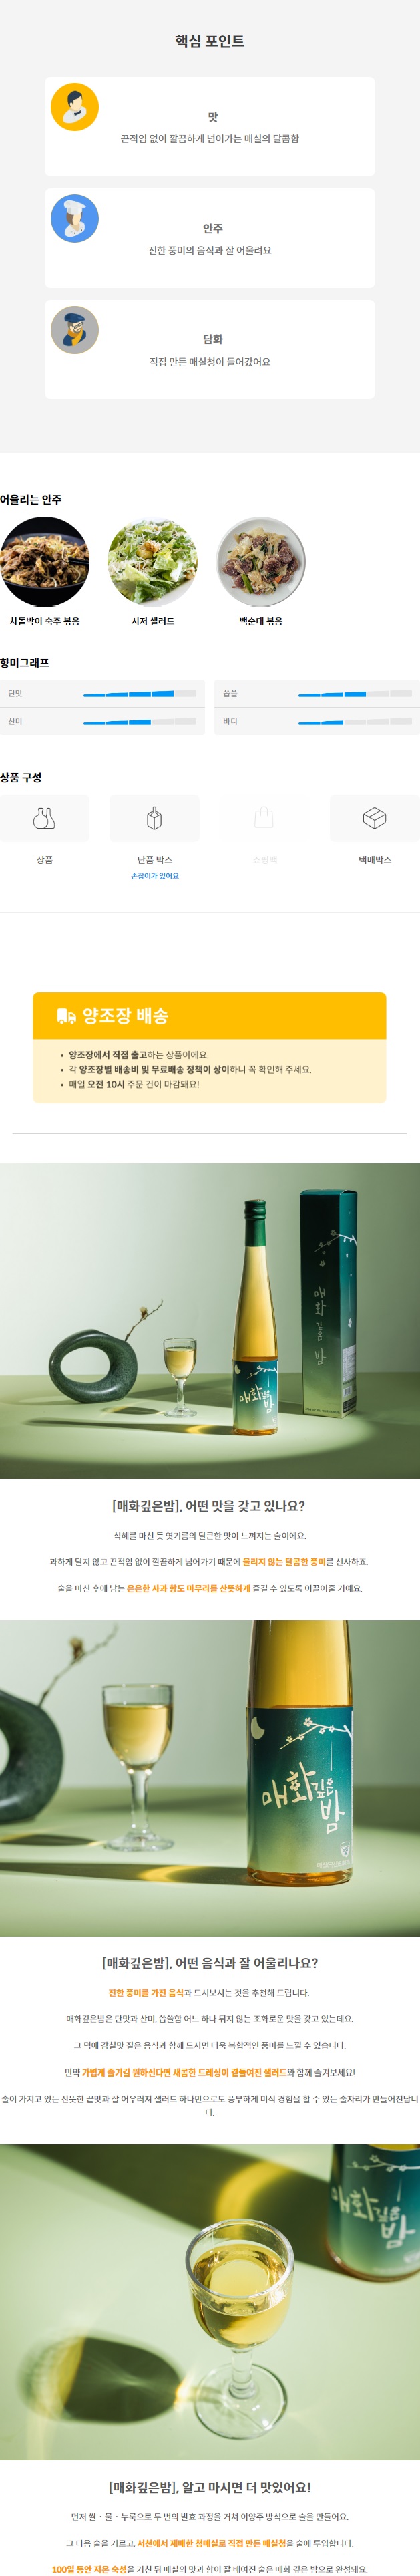 핵심 포인트
맛
끈적임 없이 깔끔하게 넘어가는 매실의 달콤함
안주
진한 풍미의 음식과 잘 어울려요
담화
직접 만든 매실청이 들어갔어요
어울리는 안주
차돌박이 숙주 볶음
시저 샐러드
백순대 볶음
향미그래프
단맛
씁쓸
산미
바디
상품 구성
상품
단품 박스
쇼핑백
택배박스
손잡이가 있어요
양조장 배송
• 양조장에서 직접 출고하는 상품이에요.
• 각 양조장별 배송비 및 무료배송 정책이 상이하니 꼭 확인해 주세요.
• 매일 오전 10시 주문 건이 마감돼요!
매화깊은밤
매화깊은밤
[매화깊은밤], 어떤 맛을 갖고 있나요?
식혜를 마신 듯 엿기름의 달큰한 맛이 느껴지는 술이에요.
과하게 달지 않고 끈적임 없이 깔끔하게 넘어가기 때문에 물리지 않는 달콤한 풍미를 선사하죠.
술을 마신 후에 남는 은은한 사과 향도 마무리를 산뜻하게 즐길 수 있도록 이끌어줄 거예요.
매화깊은밤
[매화깊은밤], 어떤 음식과 잘 어울리나요?
진한 풍미를 가진 음식과 드셔보시는 것을 추천해 드립니다.
매화깊은밤은 단맛과 산미, 씁쓸함 어느 하나 튀지 않는 조화로운 맛을 갖고 있는데요.
그 덕에 감칠맛 짙은 음식과 함께 드시면 더욱 복합적인 풍미를 느낄 수 있습니다.
만약 가볍게 즐기길 원하신다면 새콤한 드레싱이 곁들여진 샐러드와 함께 즐겨보세요!
술이 가지고 있는 산뜻한 끝맛과 잘 어우러져 샐러드 하나만으로도 풍부하게 미식 경험을 할 수 있는 술자리가 만들어진답니
다.
매화깊은
밤
[매화깊은밤], 알고 마시면 더 맛있어요!
먼저 쌀・물・누룩으로 두 번의 발효 과정을 거쳐 이양주 방식으로 술을 만들어요.
그 다음 술을 거르고, 서천에서 재배한 청매실로 직접 만든 매실청을 술에 투입합니다.
100일 동안 저온 숙성을 거친 뒤 매실의 맛과 향이 잘 배여진 술은 매화 깊은 밤으로 완성돼요.